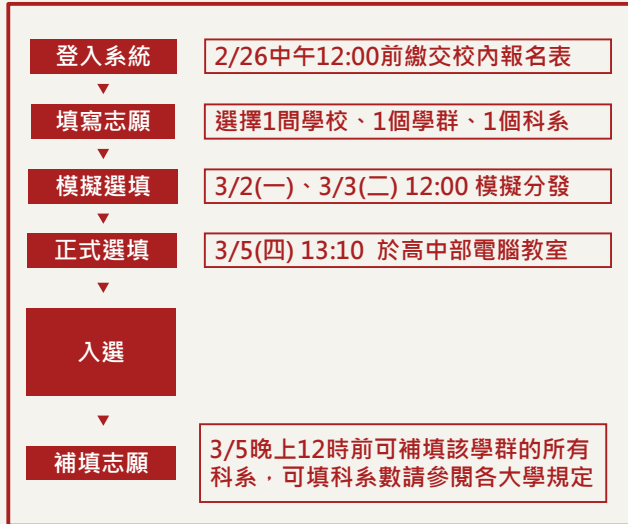 登入系統
2/26中午12:00前繳交校內報名表
填寫志願
選擇1間學校、1個學群、1個科系
模擬選填
3/2(一)、3/3(二) 12:00 模擬分發
正式選填
3/5(四) 13:10 於高中部電腦教室
入選
補填志願
3/5晚上12時前可補填該學群的所有
科系，可填科系數請參閱各大學規定